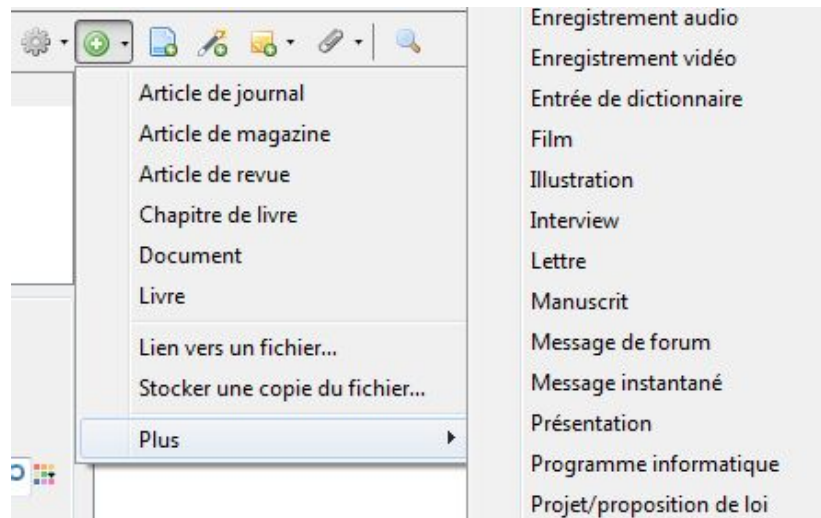 Article de journal
Article de magazine
Article de revue
Chapitre de livre
Document
Livre
Lien vers un fichier...
Stocker une copie du fichier...
Plus
Enregistrement audio
Enregistrement vidéo
Entrée de dictionnaire
Film
Illustration
Interview
Lettre
Manuscrit
Message de forum
Message instantané
Présentation
Programme informatique
Projet/proposition de loi